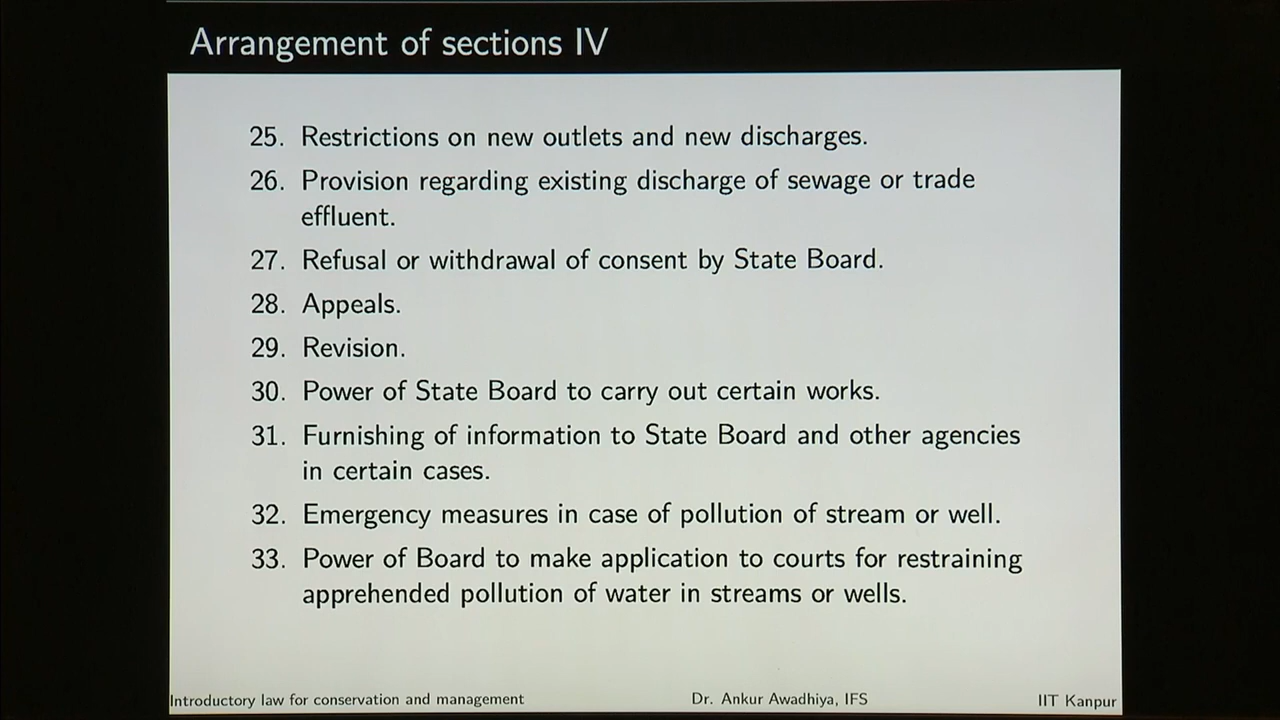 Arrangement of sections IV
25. Restrictions on new outlets and new discharges.
26. Provision regarding existing discharge of sewage or trade
effluent.
27. Refusal or withdrawal of consent by State Board.
28. Appeals.
29. Revision.
30. Power of State Board to carry out certain works.
31. Furnishing of information to State Board and other agencies
in certain cases.
32. Emergency measures in case of pollution of stream or well.
33. Power of Board to make application to courts for restraining
apprehended pollution of water in streams or wells.
Introductory law for conservation and management Dr. Ankur Awadhiya, IFS IIT Kanpur